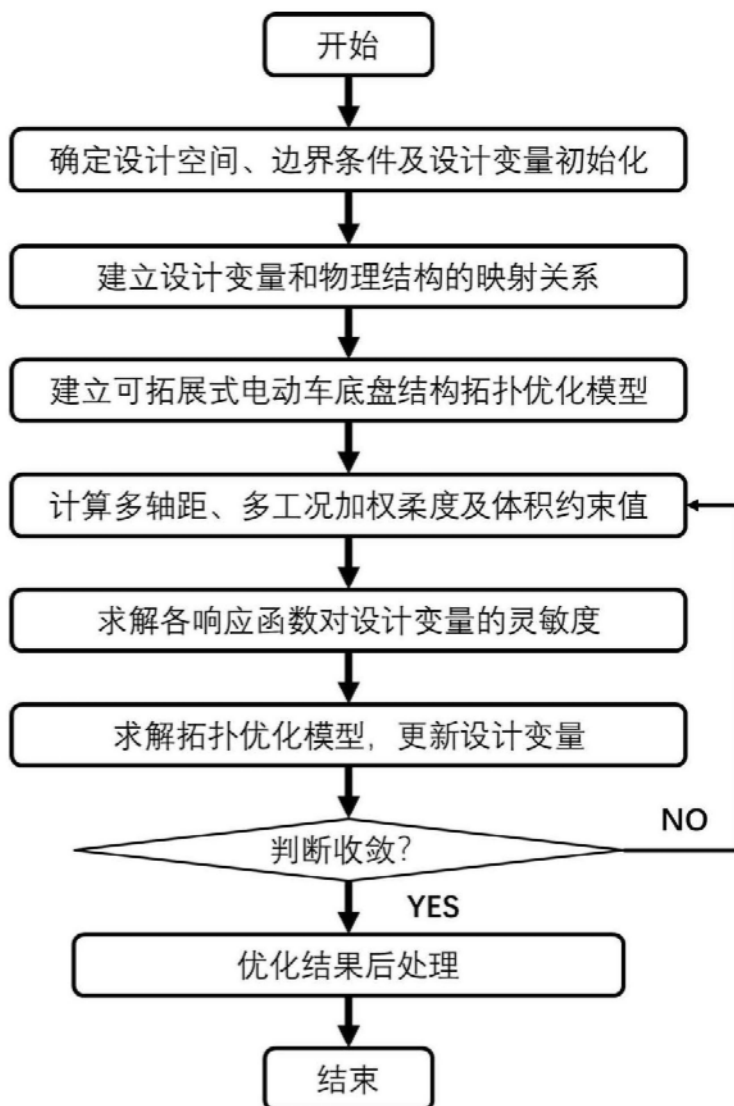 开始
确定设计空间、边界条件及设计变量初始化
建立设计变量和物理结构的映射关系
建立可拓展式电动车底盘结构拓扑优化模型
计算多轴距、多工况加权柔度及体积约束值
求解各响应函数对设计变量的灵敏度
求解拓扑优化模型，更新设计变量
判断收敛?
NO
YES
优化结果后处理
结束